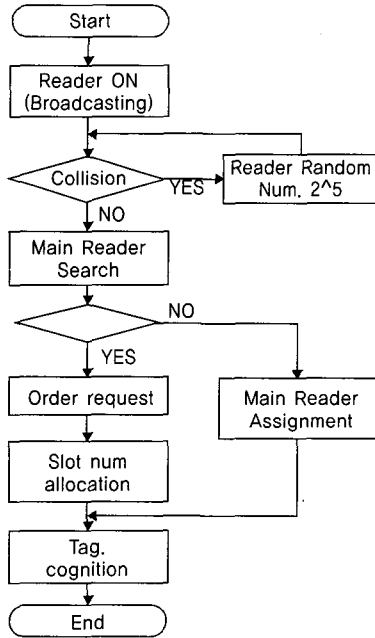 Start
Reader ON
(Broadcasting)
Collision
YES
Reader Random
Num. 2^5
NO
Main Reader
Search
NO
YES
Order request
Main Reader
Assignment
Slot num
allocation
Tag.
cognition
End